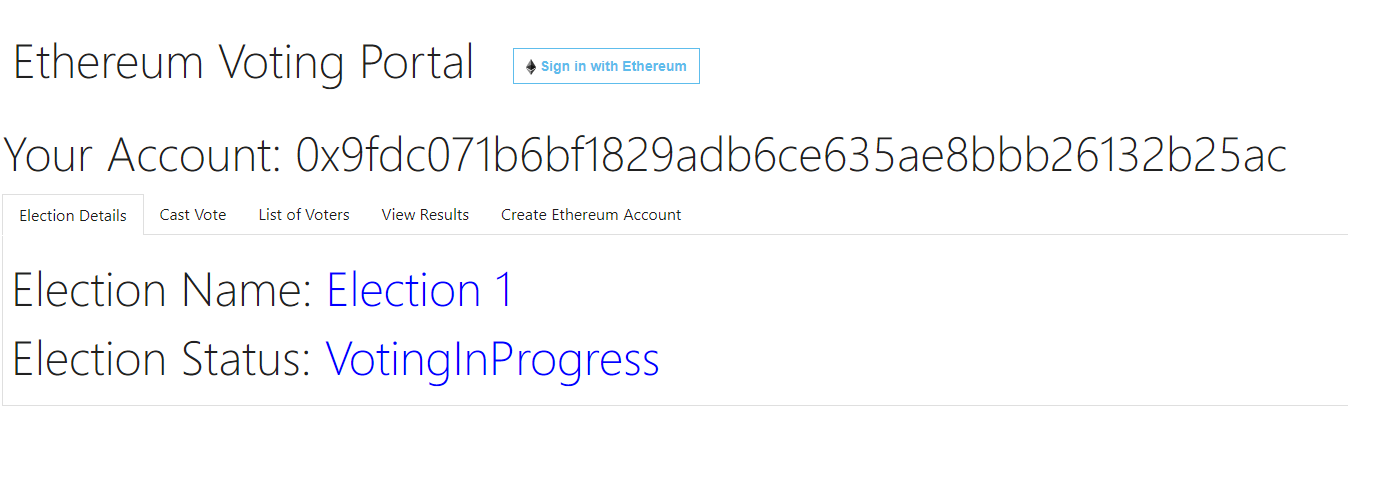 Ethereum Voting Portal Sign in with Ethereum
Your Account: 0x9fdc071b6bf1829adb6ce635ae8bbb26132b25ac
Election Details Cast Vote List of Voters View Results Create Ethereum Account
Election Name: Election 1
Election Status: VotingInProgress